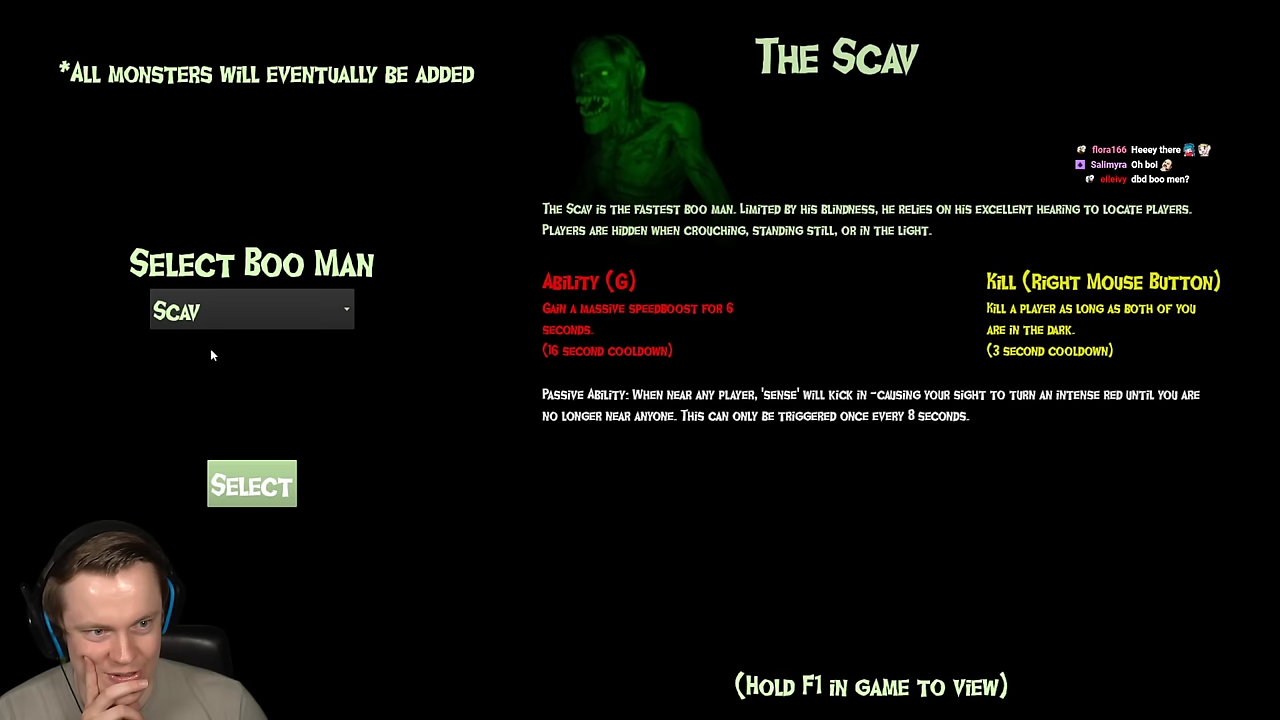 *All monsters will eventually be added
The Scav
flora166 Heeey there
Salimyra Oh boi
elleivy dbd boo men?
The Scav is the fastest Boo Man. Limited by his blindness, he relies on his excellent hearing to locate players.
Players are hidden when crouching, standing still, or in the light.
Select Boo Man
Scav
Ability (G)
Gain a massive speedboost for 6
seconds.
(16 second cooldown)
Kill (Right Mouse Button)
Kill a player as long as both of you
are in the dark.
(3 second cooldown)
Passive Ability: When near any player, 'sense' will kick in -causing your sight to turn an intense red until you are
no longer near anyone. This can only be triggered once every 8 seconds.
Select
(Hold F1 in game to view)